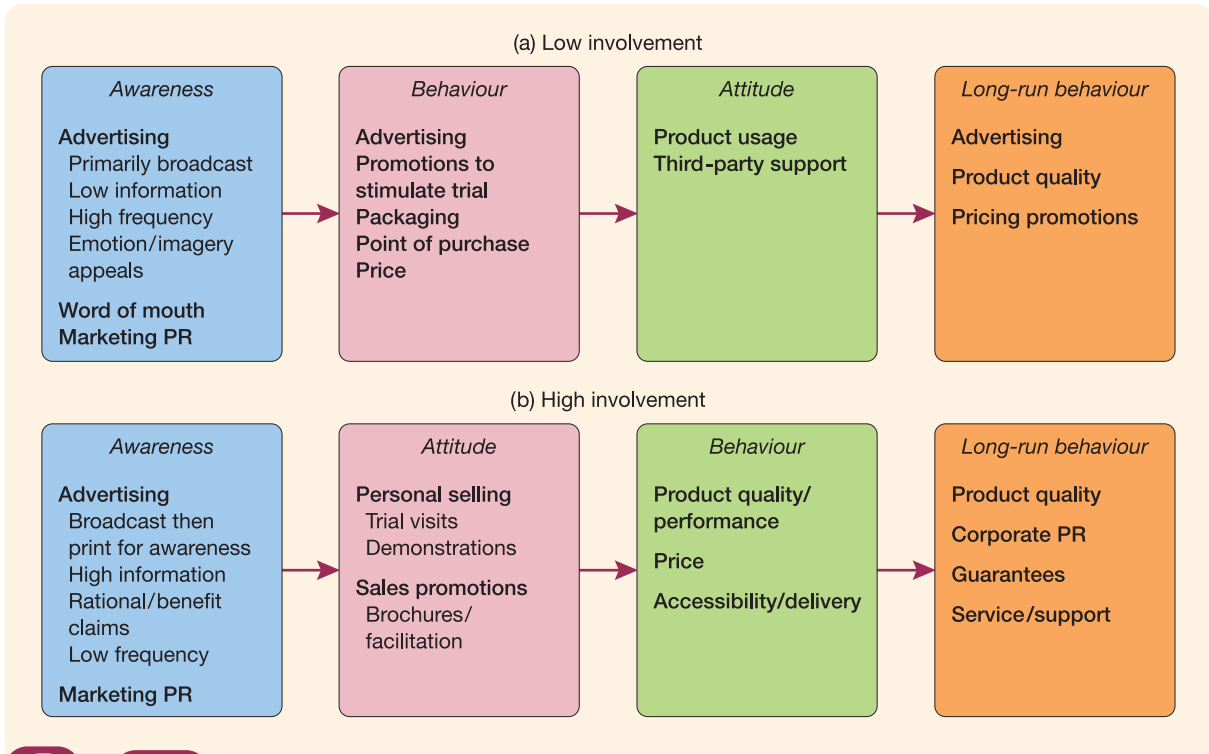 (a) Low involvement
Awareness
Advertising
Primarily broadcast
Low information
High frequency
Emotion/imagery
appeals
Word of mouth
Marketing PR
Behaviour
Advertising
Promotions to
stimulate trial
Packaging
Point of purchase
Price
Attitude
Product usage
Third-party support
Long-run behaviour
Advertising
Product quality
Pricing promotions
(b) High involvement
Awareness
Advertising
Broadcast then
print for awareness
High information
Rational/benefit
claims
Low frequency
Marketing PR
Attitude
Personal selling
Trial visits
Demonstrations
Sales promotions
Brochures/
facilitation
Behaviour
Product quality/
performance
Price
Accessibility/delivery
Long-run behaviour
Product quality
Corporate PR
Guarantees
Service/support